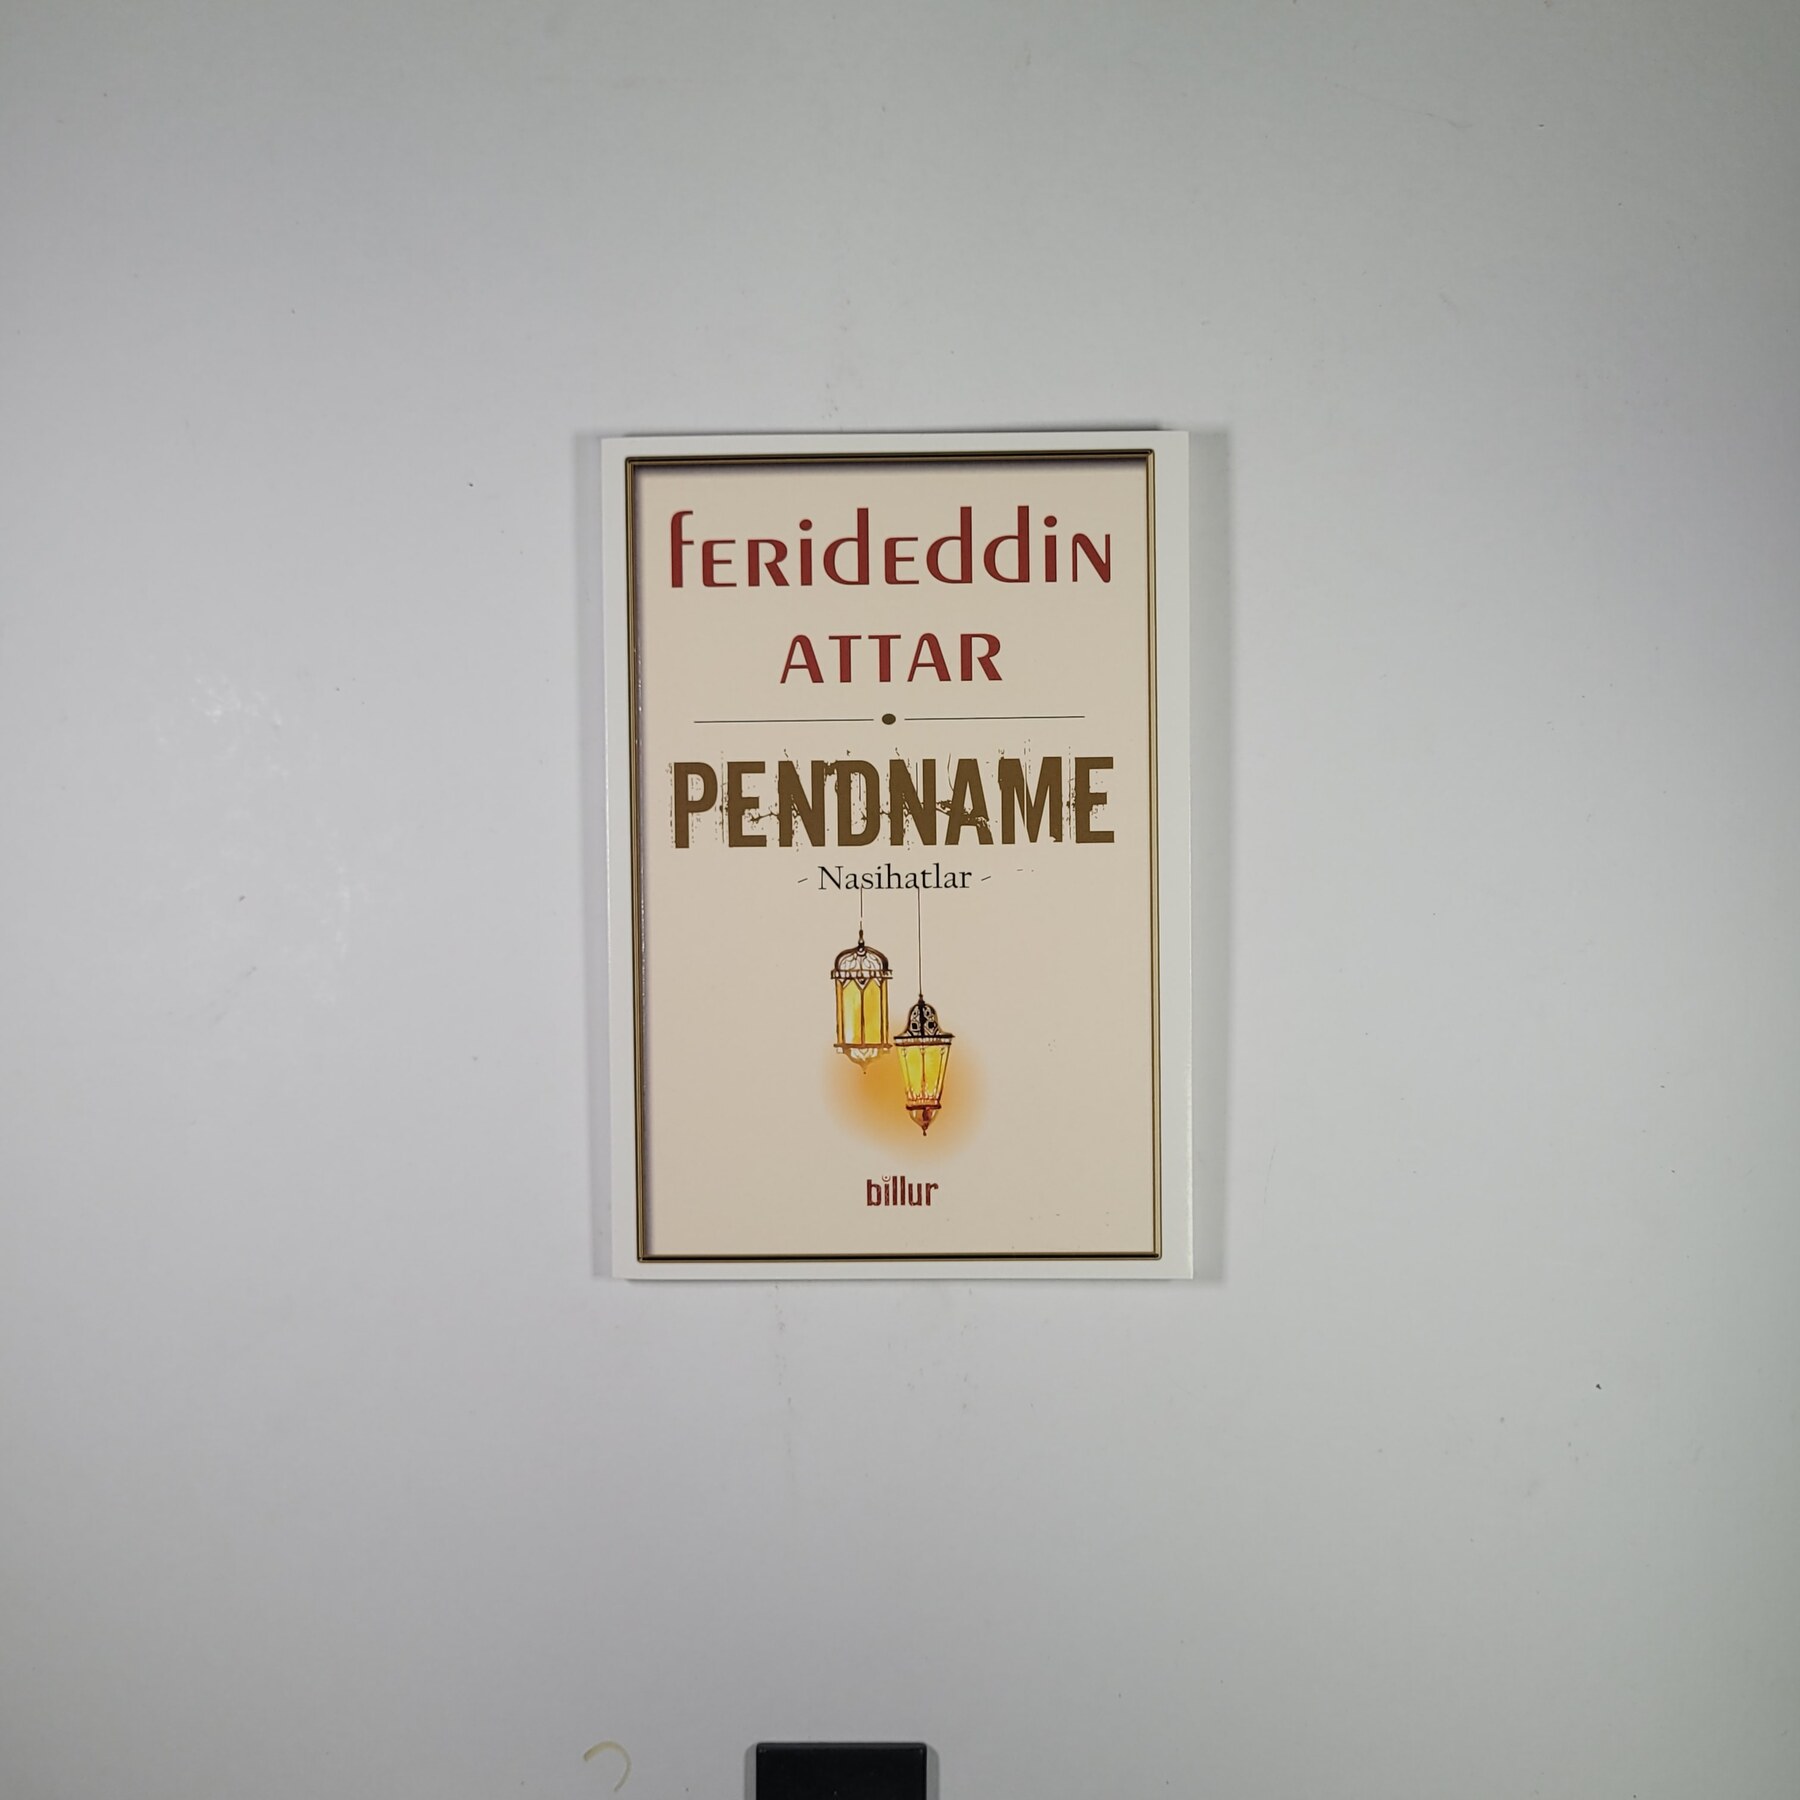 Ferideddin
ATTAR
PENDNAME
- Nasihatlar -
billur